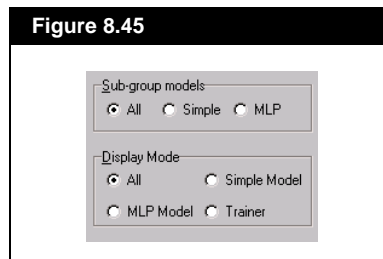 Figure 8.45
Sub-group models
All Simple MLP
Display Mode
All Simple Model
MLP Model Trainer